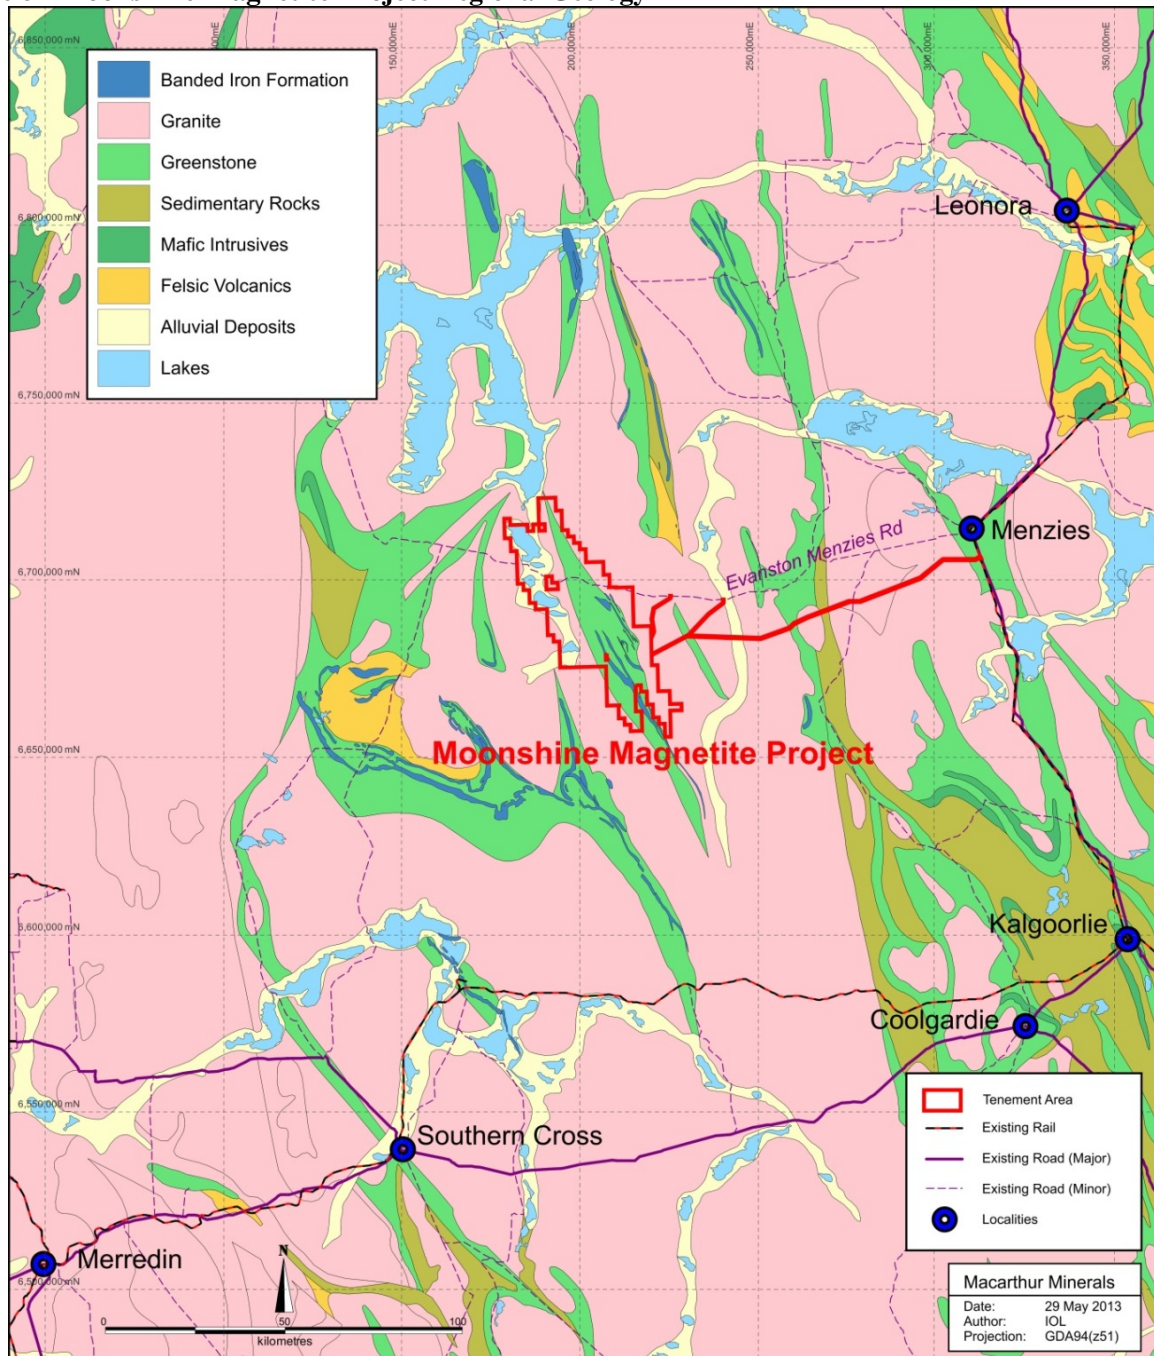 6,850,000 mN
150,000mE
200,000mE
250,000mE
300,000mE
350,000mE
Banded Iron Formation
Granite
Greenstone
Sedimentary Rocks
Mafic Intrusives
Felsic Volcanics
Alluvial Deposits
Lakes
Leonora
6,800,000 mN
6,750,000 mN
Menzies
Evanston Menzies Rd
6,700,000 mN
Moonshine Magnetite Project
6,650,000 mN
6,600,000 mN
Kalgoorlie
Coolgardie
6,550,000 mN
Southern Cross
Tenement Area
Existing Rail
Existing Road (Major)
Existing Road (Minor)
Localities
Merredin
6,500,000 mN
N
0 50 100
kilometres
Macarthur Minerals
Date: 29 May 2013
Author: IOL
Projection: GDA94(z51)